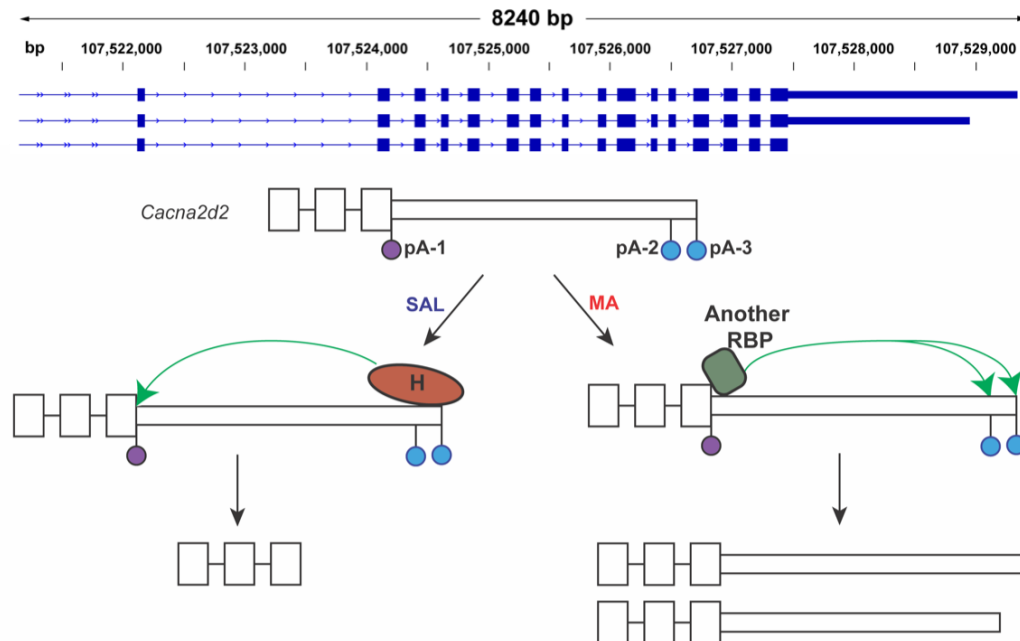 8240 bp
bp 107,522,000 107,523,000 107,524,000 107,525,000 107,526,000 107,527,000 107,528,000 107,529,000
Cacna2d2
pA-1 pA-2 pA-3
SAL MA
Another
RBP
H